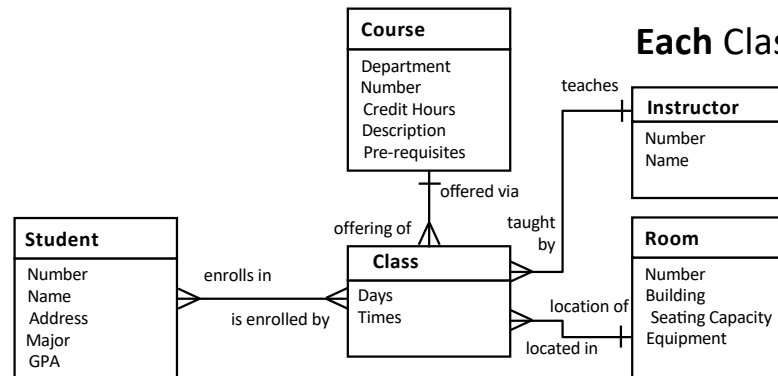 Each Clas
Course
Department
Number
Credit Hours
Description
Pre-requisites
teaches
Instructor
Number
Name
offered via
offering of
taught
by
Student
Number
Name
Address
Major
GPA
enrolls in
is enrolled by
Class
Days
Times
location of
located in
Room
Number
Building
Seating Capacity
Equipment